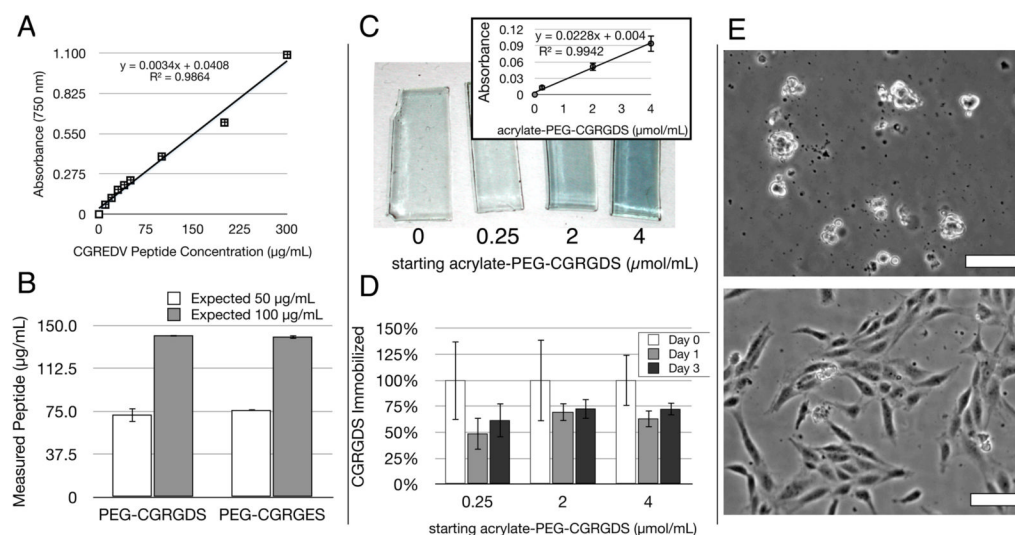 A
1.100
0.825
0.550
0.275
0
y = 0.0034x + 0.0408
R² = 0.9864
Absorbance (750 nm)
0 75 150 225 300
CGREDV Peptide Concentration (µg/mL)
B
Expected 50 µg/mL
Expected 100 µg/mL
150.0
112.5
75.0
37.5
0
Measured Peptide (µg/mL)
PEG-CGRGDS PEG-CGRGES
C
0.12
0.09
0.06
0.03
0
y = 0.0228x + 0.004
R² = 0.9942
Absorbance
0 1 2 3 4
acrylate-PEG-CGRGDS (µmol/mL)
0 0.25 2 4
starting acrylate-PEG-CGRGDS (µmol/mL)
D
150%
125%
100%
75%
50%
25%
0%
Day 0
Day 1
Day 3
CGRGDS Immobilized
0.25 2 4
starting acrylate-PEG-CGRGDS (µmol/mL)
E